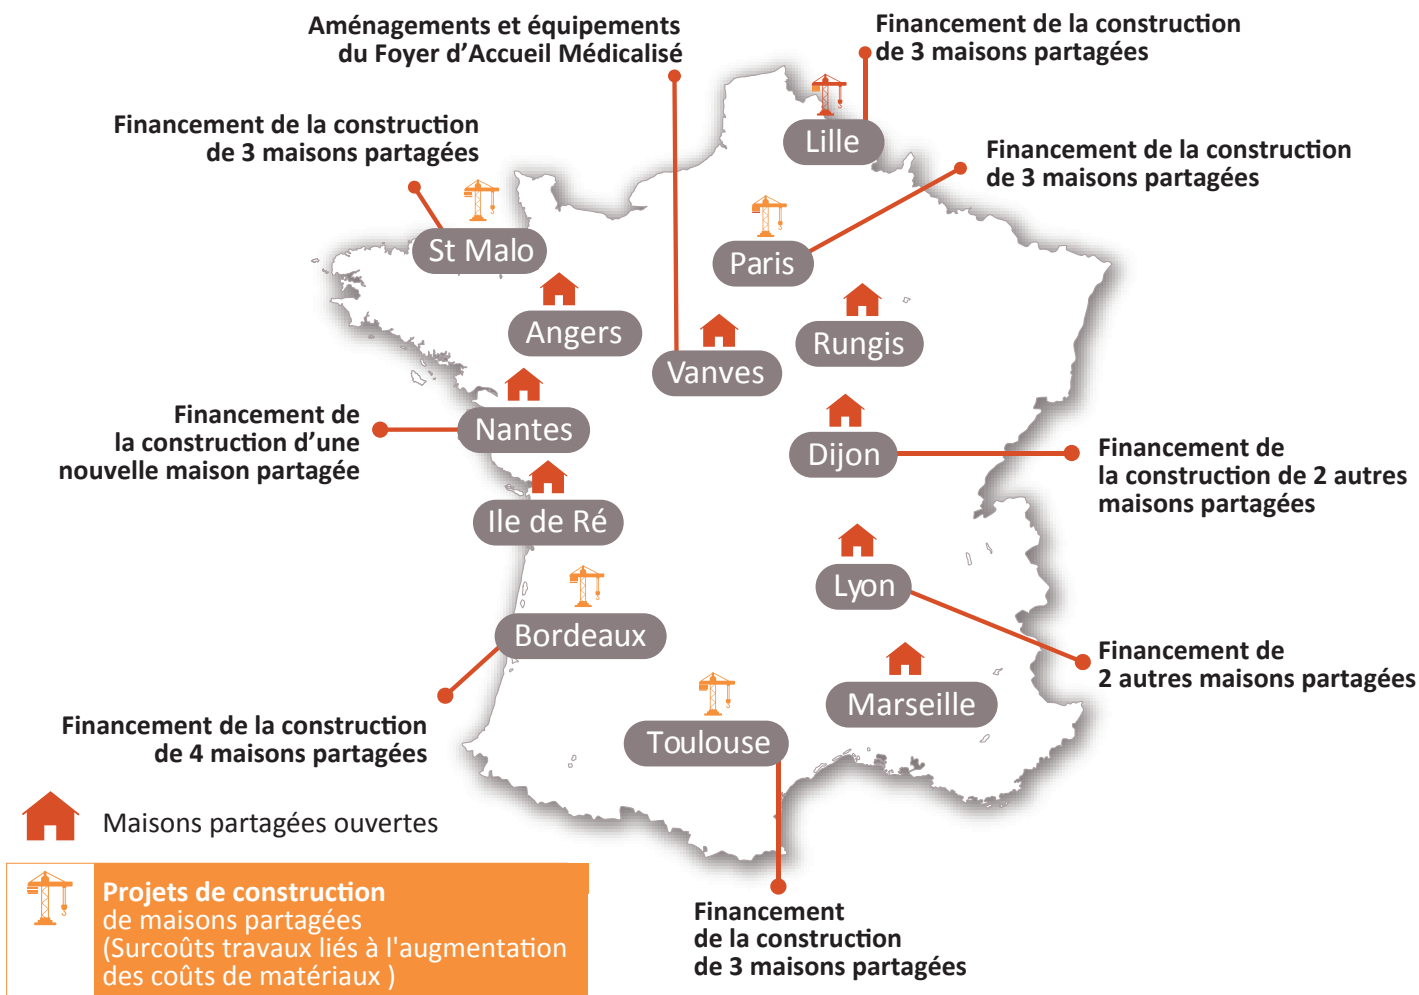 Aménagements et équipements
du Foyer d’Accueil Médicalisé
Financement de la construction
de 3 maisons partagées
Financement de la construction
de 3 maisons partagées
Lille
Financement de la construction
de 3 maisons partagées
St Malo
Paris
Angers
Rungis
Vanves
Financement de
la construction d’une
nouvelle maison partagée
Nantes
Dijon
Financement de
la construction de 2 autres
maisons partagées
Ile de Ré
Lyon
Bordeaux
Financement de
2 autres maisons partagées
Marseille
Financement de la construction
de 4 maisons partagées
Toulouse
Maisons partagées ouvertes
Projets de construction
de maisons partagées
(Surcoûts travaux liés à l'augmentation
des coûts de matériaux )
Financement
de la construction
de 3 maisons partagées